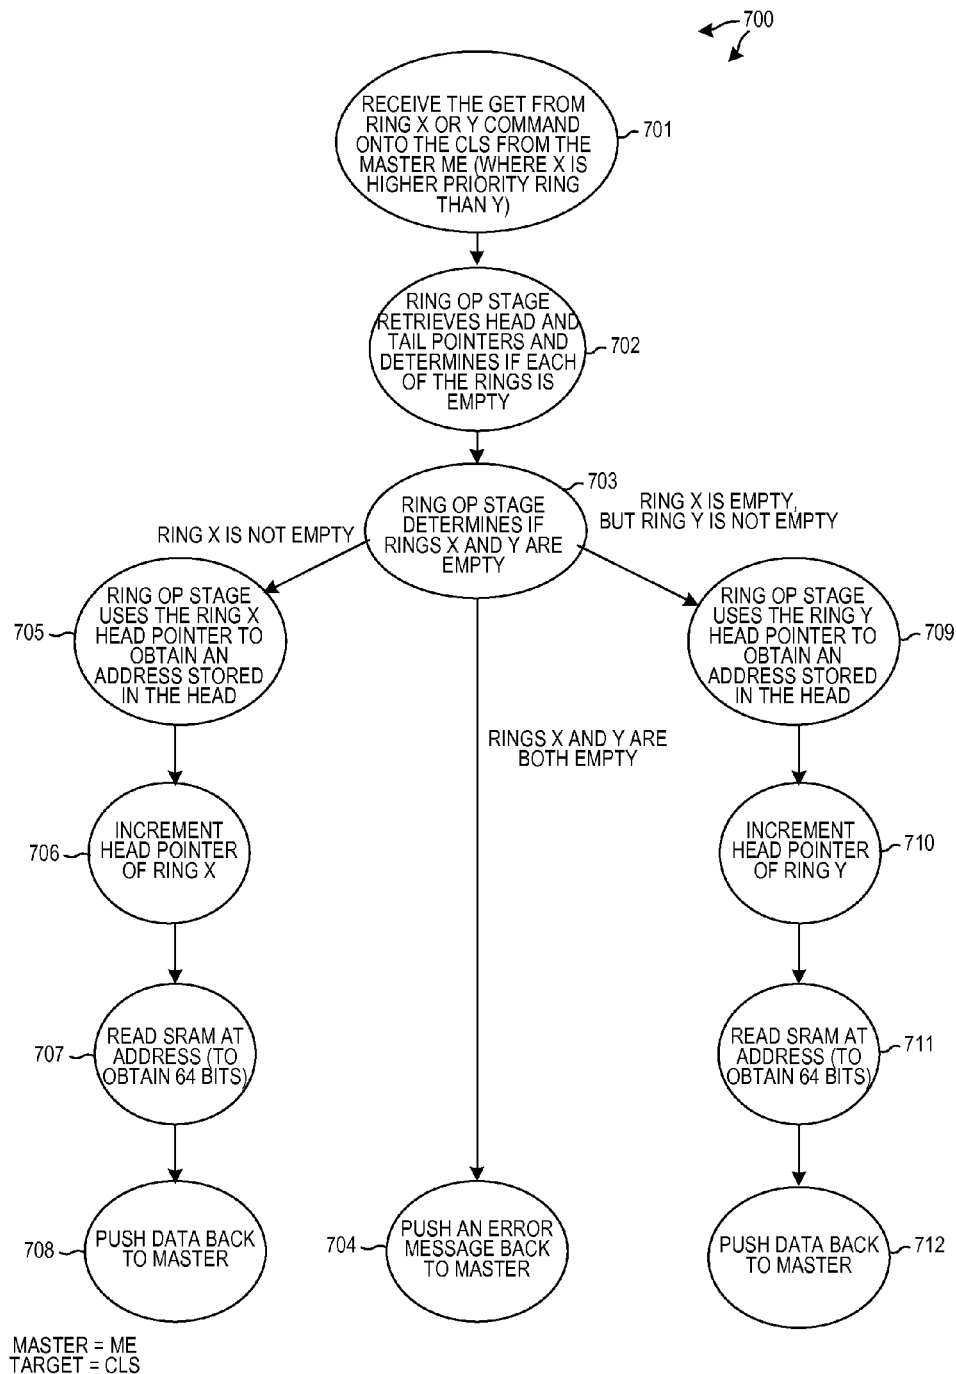 700
RECEIVE THE GET FROM
RING X OR Y COMMAND
ONTO THE CLS FROM THE
MASTER ME (WHERE X IS
HIGHER PRIORITY RING
THAN Y)
701
RING OP STAGE
RETRIEVES HEAD AND
TAIL POINTERS AND
DETERMINES IF EACH
OF THE RINGS IS
EMPTY
702
RING OP STAGE
DETERMINES IF
RINGS X AND Y ARE
EMPTY
703
RING X IS NOT EMPTY
RING X IS EMPTY,
BUT RING Y IS NOT EMPTY
705
RING OP STAGE
USES THE RING X
HEAD POINTER TO
OBTAIN AN
ADDRESS STORED
IN THE HEAD
RING OP STAGE
USES THE RING Y
HEAD POINTER TO
OBTAIN AN
ADDRESS STORED
IN THE HEAD
709
RINGS X AND Y ARE
BOTH EMPTY
706
INCREMENT
HEAD POINTER
OF RING X
INCREMENT
HEAD POINTER
OF RING Y
710
707
READ SRAM AT
ADDRESS (TO
OBTAIN 64 BITS)
READ SRAM AT
ADDRESS (TO
OBTAIN 64 BITS)
711
708
PUSH DATA BACK
TO MASTER
704
PUSH AN ERROR
MESSAGE BACK
TO MASTER
PUSH DATA BACK
TO MASTER
712
MASTER = ME
TARGET = CLS